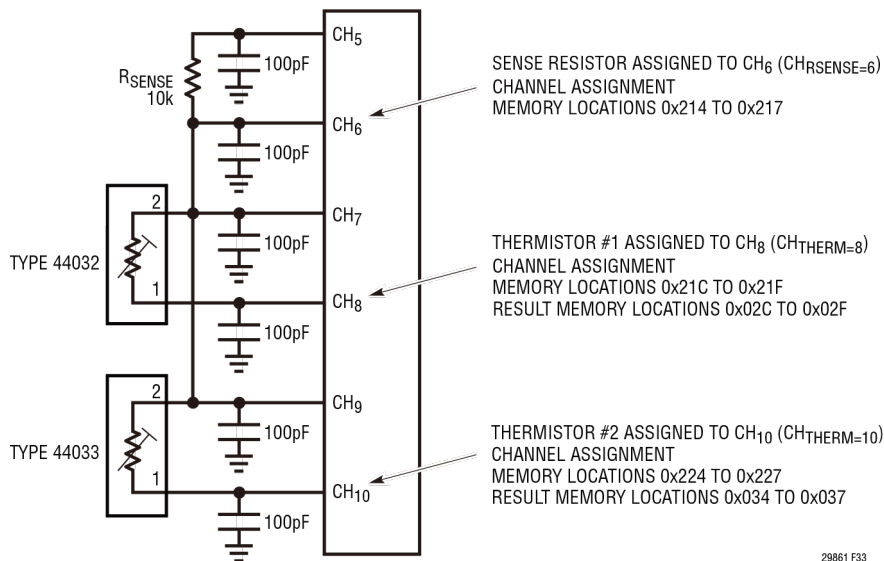 CH5
100pF
RSENSE
10k
CH6
100pF
SENSE RESISTOR ASSIGNED TO CH6 (CHRSENSE=6)
CHANNEL ASSIGNMENT
MEMORY LOCATIONS 0x214 TO 0x217
TYPE 44032
2
1
CH7
100pF
CH8
100pF
THERMISTOR #1 ASSIGNED TO CH8 (CHTHERM=8)
CHANNEL ASSIGNMENT
MEMORY LOCATIONS 0x21C TO 0x21F
RESULT MEMORY LOCATIONS 0x02C TO 0x02F
TYPE 44033
2
1
CH9
100pF
CH10
100pF
THERMISTOR #2 ASSIGNED TO CH10 (CHTHERM=10)
CHANNEL ASSIGNMENT
MEMORY LOCATIONS 0x224 TO 0x227
RESULT MEMORY LOCATIONS 0x034 TO 0x037
29861 F33